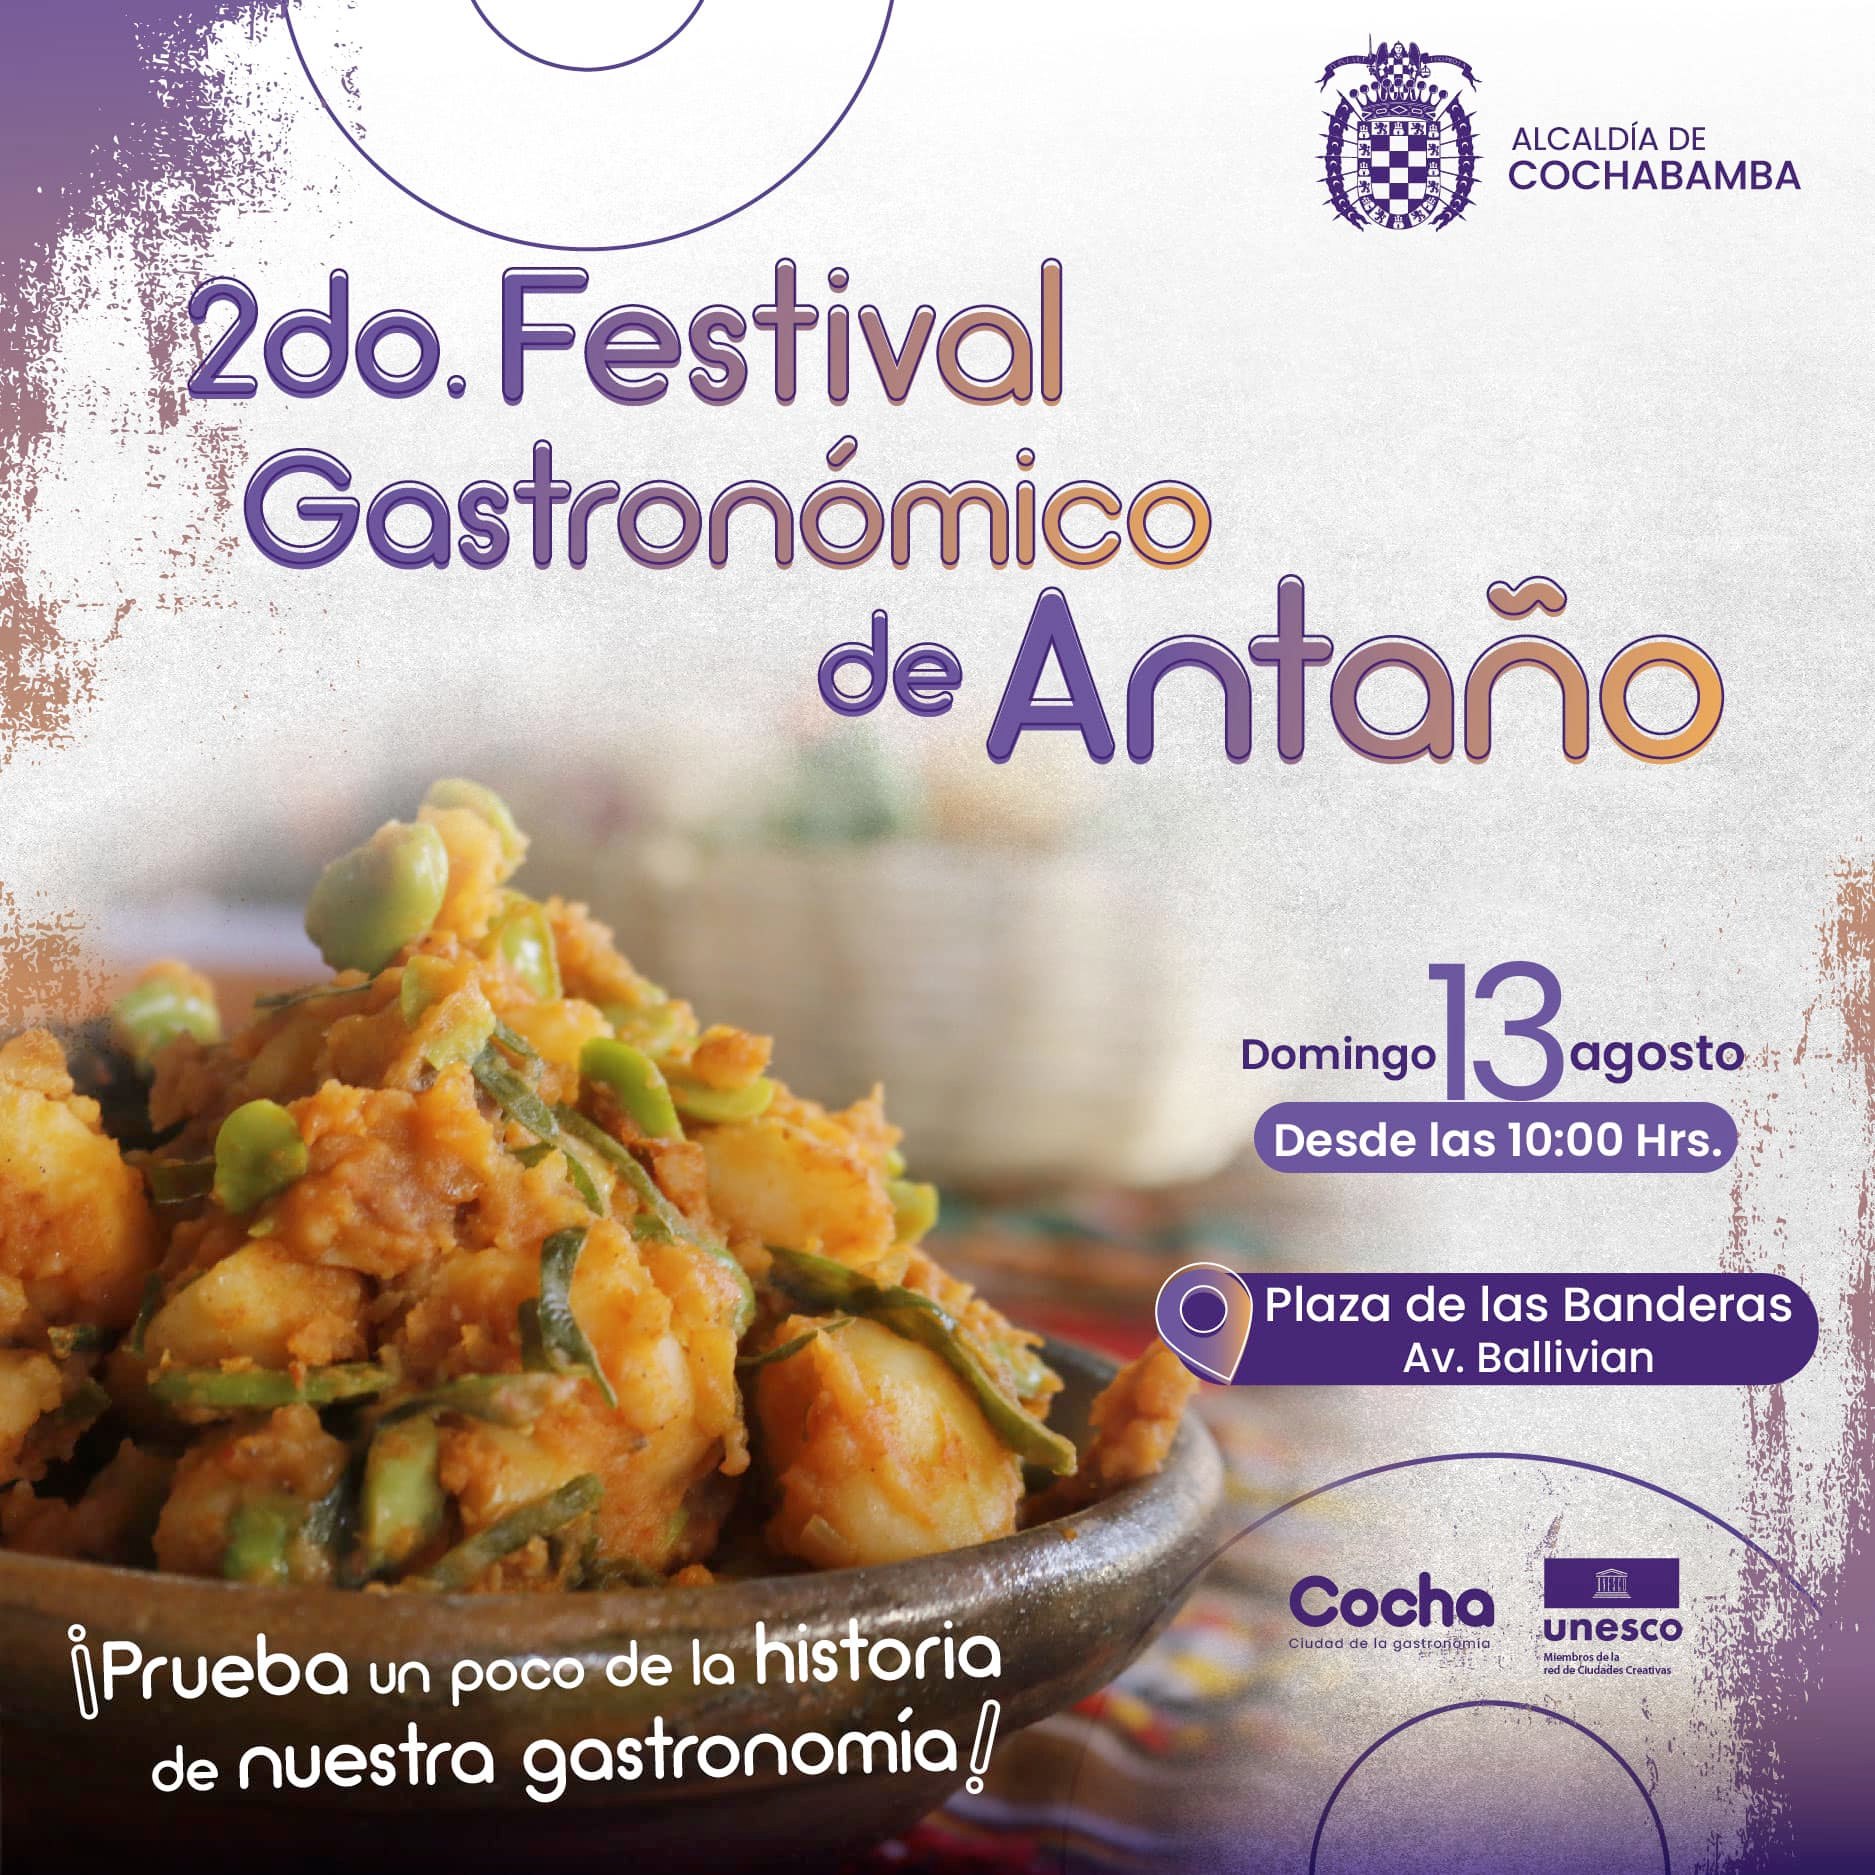 ALCALDÍA DE
COCHABAMBA
2do. Festival
Gastronómico
de Antaño
Domingo 13 agosto
Desde las 10:00 Hrs.
Plaza de las Banderas
Av. Ballivian
Cocha
Ciudad de la gastronomía
unesco
Miembros de la
red de Ciudades Creativas
¡Prueba un poco de la historia
de nuestra gastronomía!